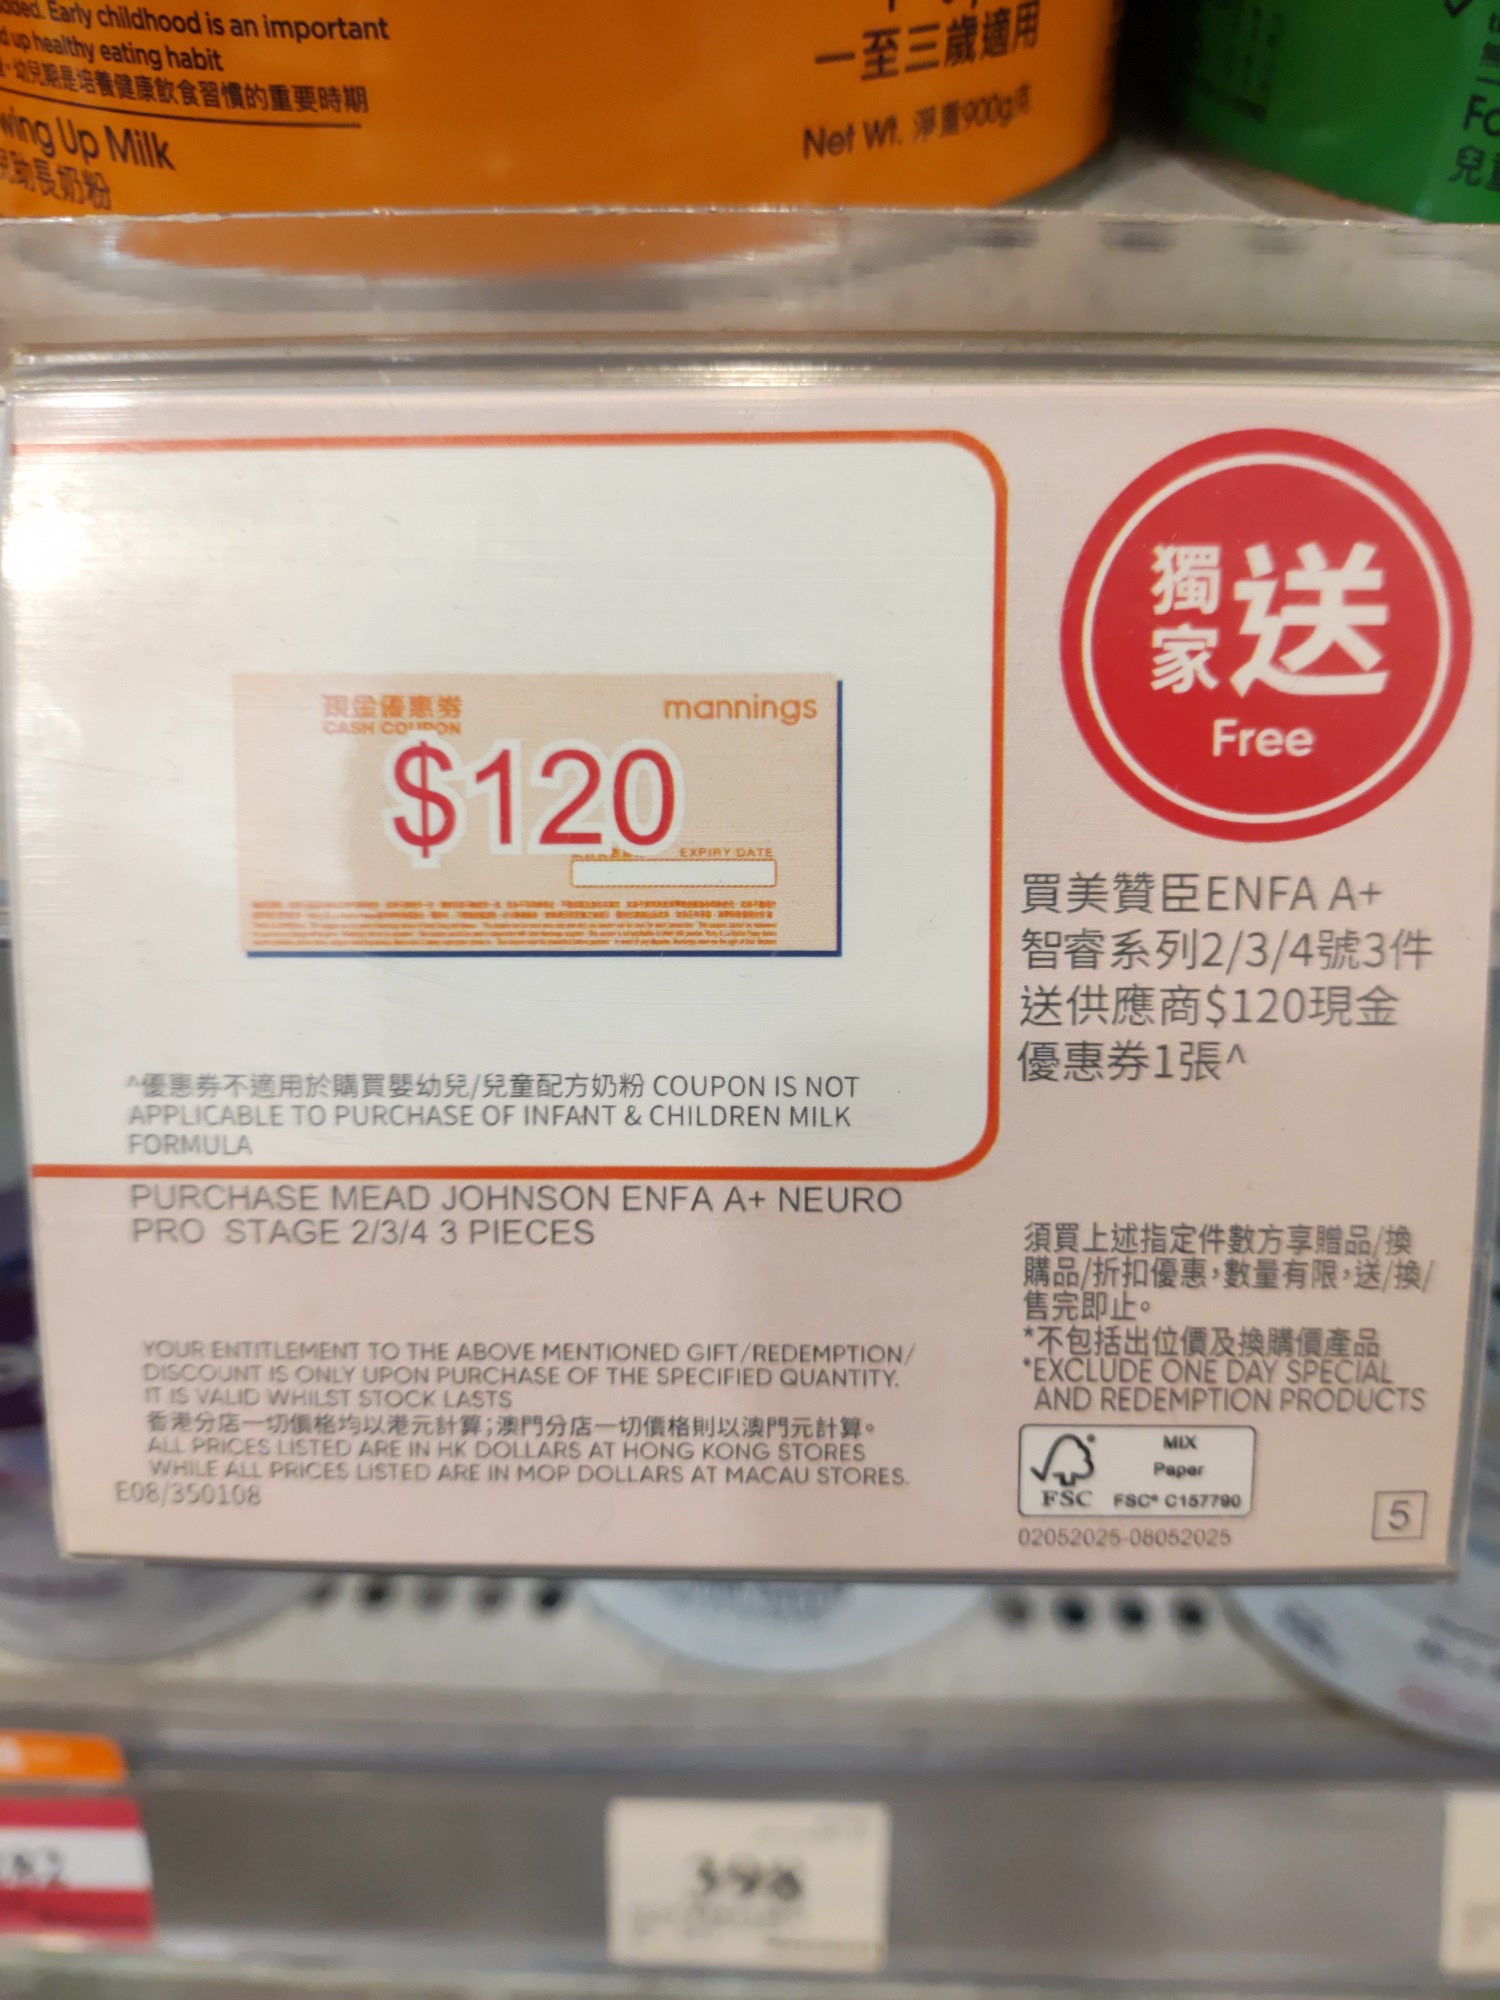 Early childhood is an important
up healthy eating habit
幼兒期是培養健康飲食習慣的重要時期
Up Milk
助長奶粉
一至三歲適用
Net Wt. 淨重900g克
現金優惠券
CASH COUPON
mannings
$120
EXPIRY DATE
獨家送
Free
買美贊臣ENFA A+
智睿系列2/3/4號3件
送供應商$120現金
優惠券1張^
^優惠券不適用於購買嬰幼兒/兒童配方奶粉 COUPON IS NOT
APPLICABLE TO PURCHASE OF INFANT & CHILDREN MILK
FORMULA
PURCHASE MEAD JOHNSON ENFA A+ NEURO
PRO STAGE 2/3/4 3 PIECES
須買上述指定件數方享贈品/換
購品/折扣優惠，數量有限，送/換/
售完即止。
*不包括出位價及換購價產品
*EXCLUDE ONE DAY SPECIAL
AND REDEMPTION PRODUCTS
YOUR ENTITLEMENT TO THE ABOVE MENTIONED GIFT/REDEMPTION/
DISCOUNT IS ONLY UPON PURCHASE OF THE SPECIFIED QUANTITY.
IT IS VALID WHILST STOCK LASTS
香港分店一切價格均以港元計算；澳門分店一切價格則以澳門元計算。
ALL PRICES LISTED ARE IN HK DOLLARS AT HONG KONG STORES
WHILE ALL PRICES LISTED ARE IN MOP DOLLARS AT MACAU STORES.
E08/350108
MIX
Paper
FSC FSC® C157790
02052025-08052025
5
398